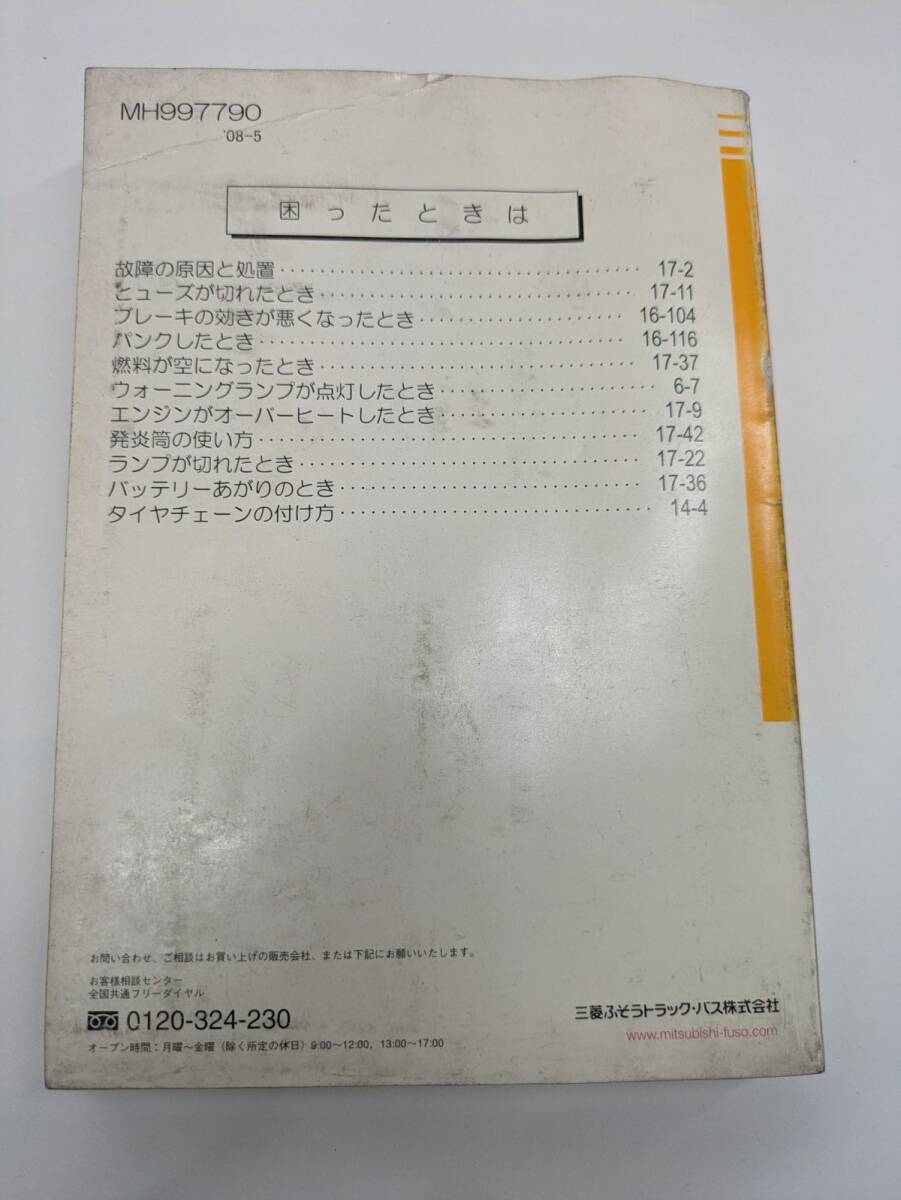 MH997790
'08-5
困ったときは
故障の原因と処置 17-2
ヒューズが切れたとき 17-11
ブレーキの効きが悪くなったとき 16-104
パンクしたとき 16-116
燃料が空になったとき 17-37
ウォーニングランプが点灯したとき 6-7
エンジンがオーバーヒートしたとき 17-9
発炎筒の使い方 17-42
ランプが切れたとき 17-22
バッテリーあがりのとき 17-36
タイヤチェーンの付け方 14-4
お問い合わせ、ご相談はお買い上げの販売会社、または下記にお願いいたします。
お客様相談センター
全国共通フリーダイヤル
0120-324-230
オープン時間：月曜～金曜（除く所定の休日）9:00～12:00，13:00～17:00
三菱ふそうトラック・バス株式会社
www.mitsubishi-fuso.com